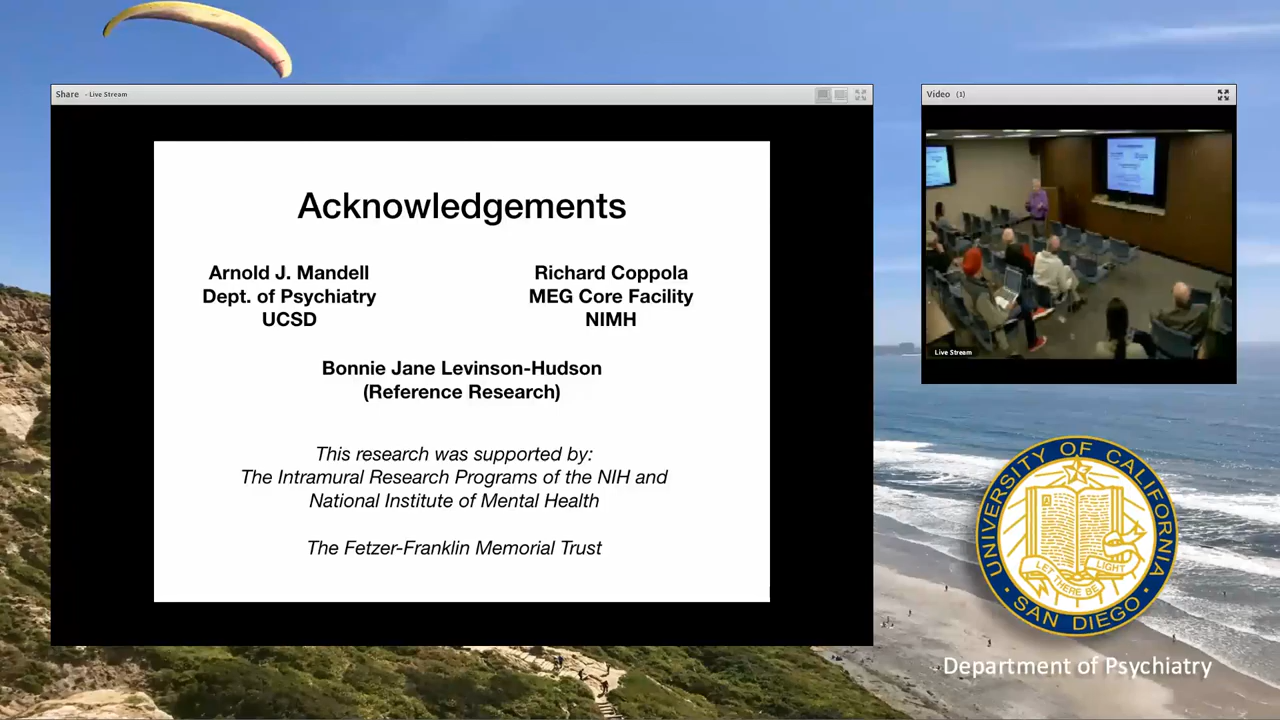 Share - Live Stream
Acknowledgements
Arnold J. Mandell
Dept. of Psychiatry
UCSD
Richard Coppola
MEG Core Facility
NIMH
Bonnie Jane Levinson-Hudson
(Reference Research)
This research was supported by:
The Intramural Research Programs of the NIH and
National Institute of Mental Health
The Fetzer-Franklin Memorial Trust
Video (1)
Live Stream
UNIVERSITY OF CALIFORNIA
LET THERE BE LIGHT
SAN DIEGO
Department of Psychiatry